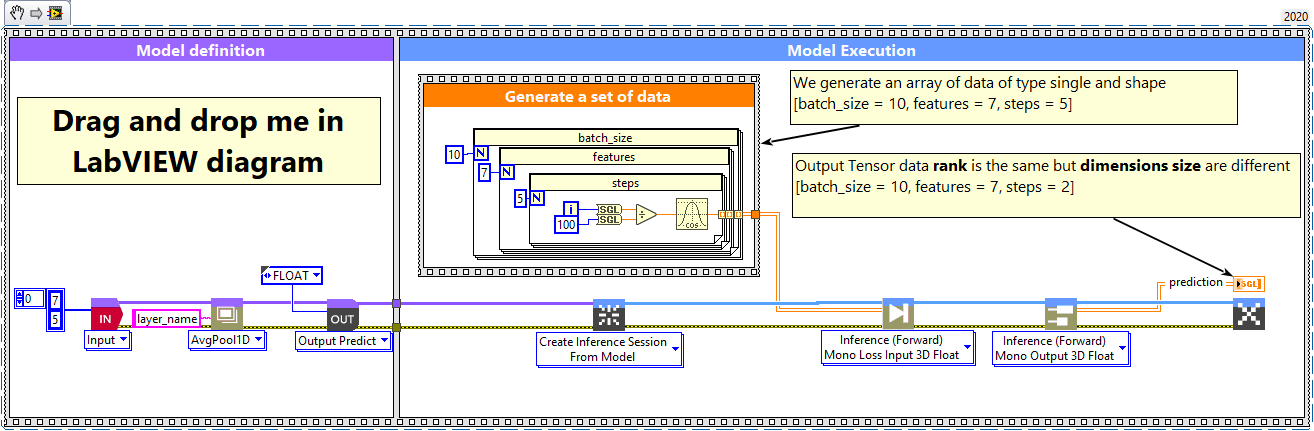 2020
Model definition
Model Execution
Drag and drop me in
LabVIEW diagram
Generate a set of data
We generate an array of data of type single and shape
[batch_size = 10, features = 7, steps = 5]
batch_size
10
N
features
7
N
steps
5
N
i
SGL
100
SGL
÷
COS
Output Tensor data rank is the same but dimensions size are different
[batch_size = 10, features = 7, steps = 2]
FLOAT
0
7
5
IN
layer_name
OUT
Input
AvgPool1D
Output Predict
Create Inference Session
From Model
Inference (Forward)
Mono Loss Input 3D Float
Inference (Forward)
Mono Output 3D Float
prediction
SGL